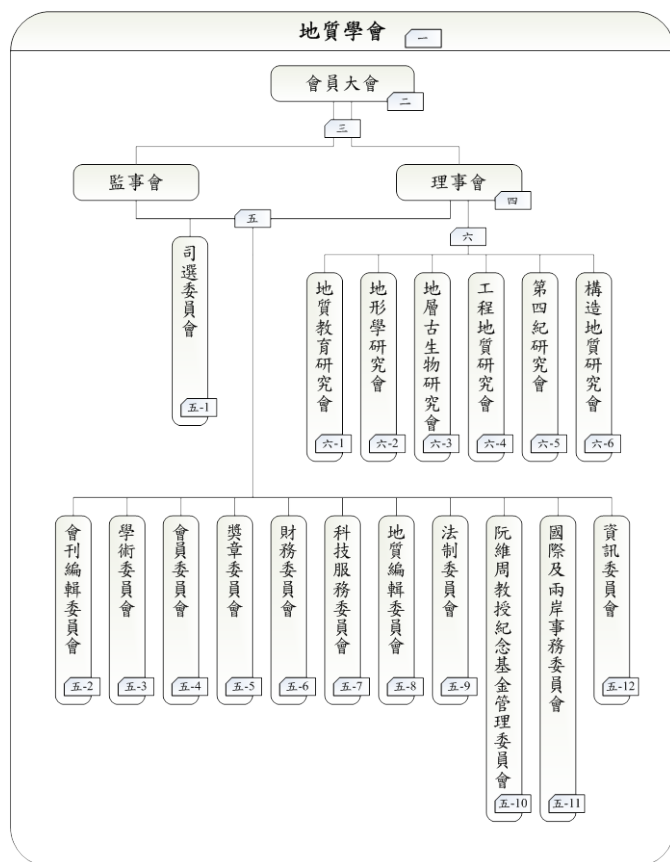 地質學會 一
會員大會
二
三
監事會
理事會
四
五
六
司選委員會
五-1
地質教育研究會
六-1
地形學研究會
六-2
地層古生物研究會
六-3
工程地質研究會
六-4
第四紀研究會
六-5
構造地質研究會
六-6
會刊編輯委員會
五-2
學術委員會
五-3
會員委員會
五-4
獎章委員會
五-5
財務委員會
五-6
科技服務委員會
五-7
地質編輯委員會
五-8
法制委員會
五-9
阮維周教授紀念基金管理委員會
五-10
國際及兩岸事務委員會
五-11
資訊委員會
五-12